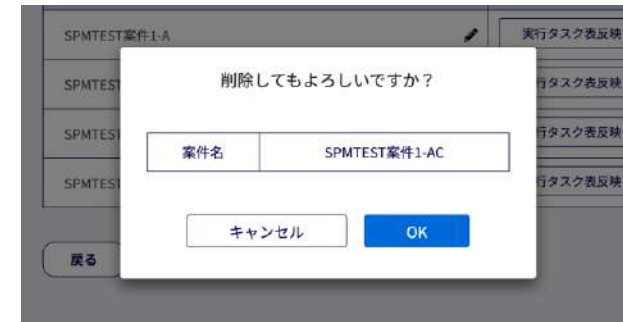 SPMTEST案件1-A 実行タスク表反映
削除してもよろしいですか？
SPMTEST 行タスク表反映
SPMTEST 行タスク表反映
案件名 SPMTEST案件1-AC
SPMTEST 行タスク表反映
キャンセル OK
戻る